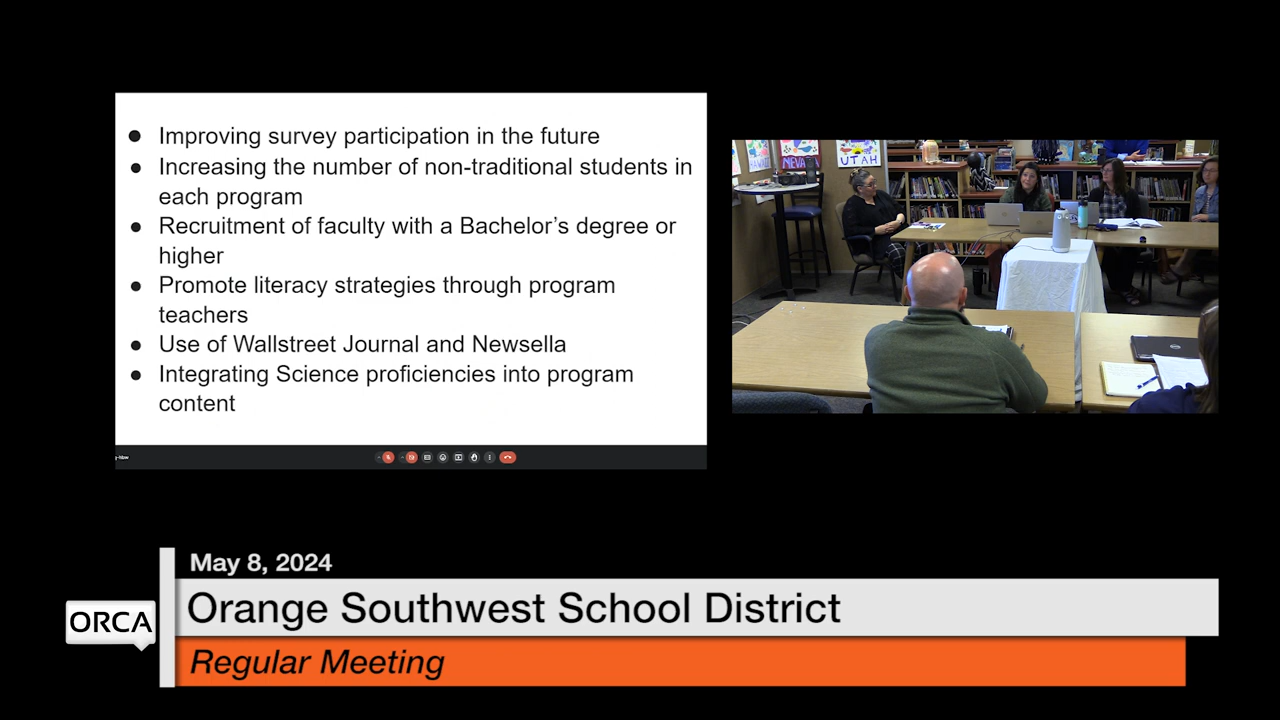 ● Improving survey participation in the future
● Increasing the number of non-traditional students in
each program
● Recruitment of faculty with a Bachelor's degree or
higher
● Promote literacy strategies through program
teachers
● Use of Wallstreet Journal and Newsella
● Integrating Science proficiencies into program
content
UTAH
May 8, 2024
Orange Southwest School District
ORCA
Regular Meeting